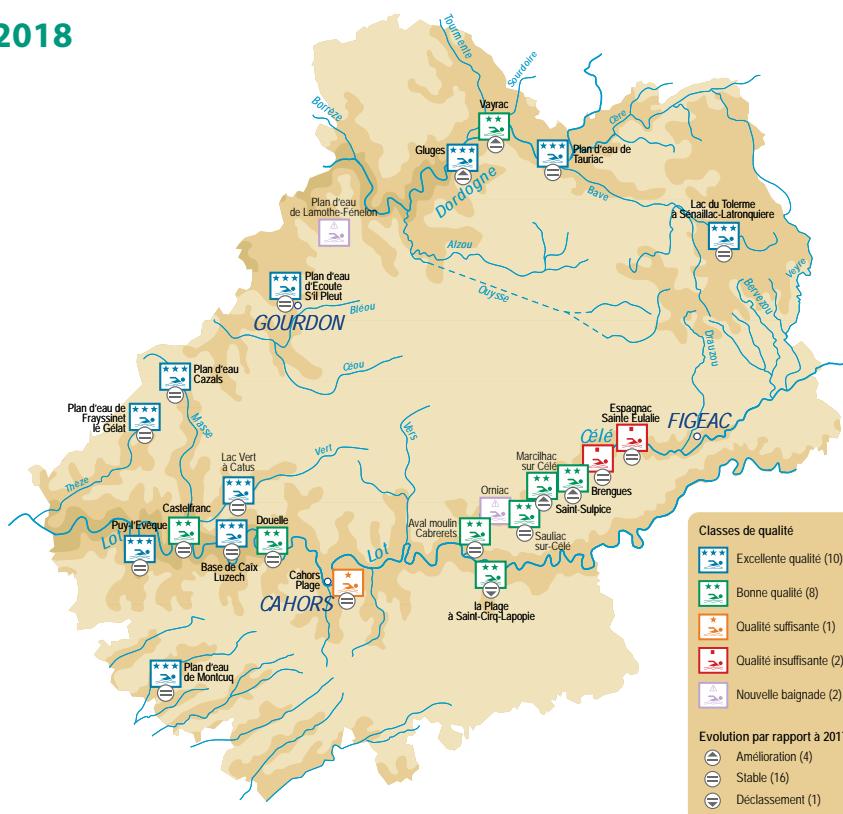 2018
Tourmente
Sourdoire
Borrèze
Vayrac
Cère
Gluges
Plan d'eau de
Tauriac
Dordogne
Bave
Plan d'eau
de Lamothe-Fénelon
Lac du Tolerme
à Sénaillac-Latronquiere
Alzou
Ouysse
Veyre
Bervezou
Plan d'eau
d'Ecoute
S'il Pleut
Bléou
GOURDON
Drauzou
Céou
Plan d'eau
Cazals
Plan d'eau de
Frayssinet
le Gélat
Masse
Espagnac
Sainte Eulalie
FIGEAC
Célé
Vers
Vert
Lac Vert
à Catus
Marcilhac
sur Célé
Thèze
Orniac
Brengues
Saint-Sulpice
Castelfranc
Puy-l'Evêque
Lot
Douelle
Aval moulin
Cabrerets
Sauliac
sur-Célé
Base de Caïx
Luzech
Lot
Cahors
Plage
CAHORS
la Plage
à Saint-Cirq-Lapopie
Plan d'eau
de Montcuq
Classes de qualité
Excellente qualité (10)
Bonne qualité (8)
Qualité suffisante (1)
Qualité insuffisante (2)
Nouvelle baignade (2)
Evolution par rapport à 2017
Amélioration (4)
Stable (16)
Déclassement (1)